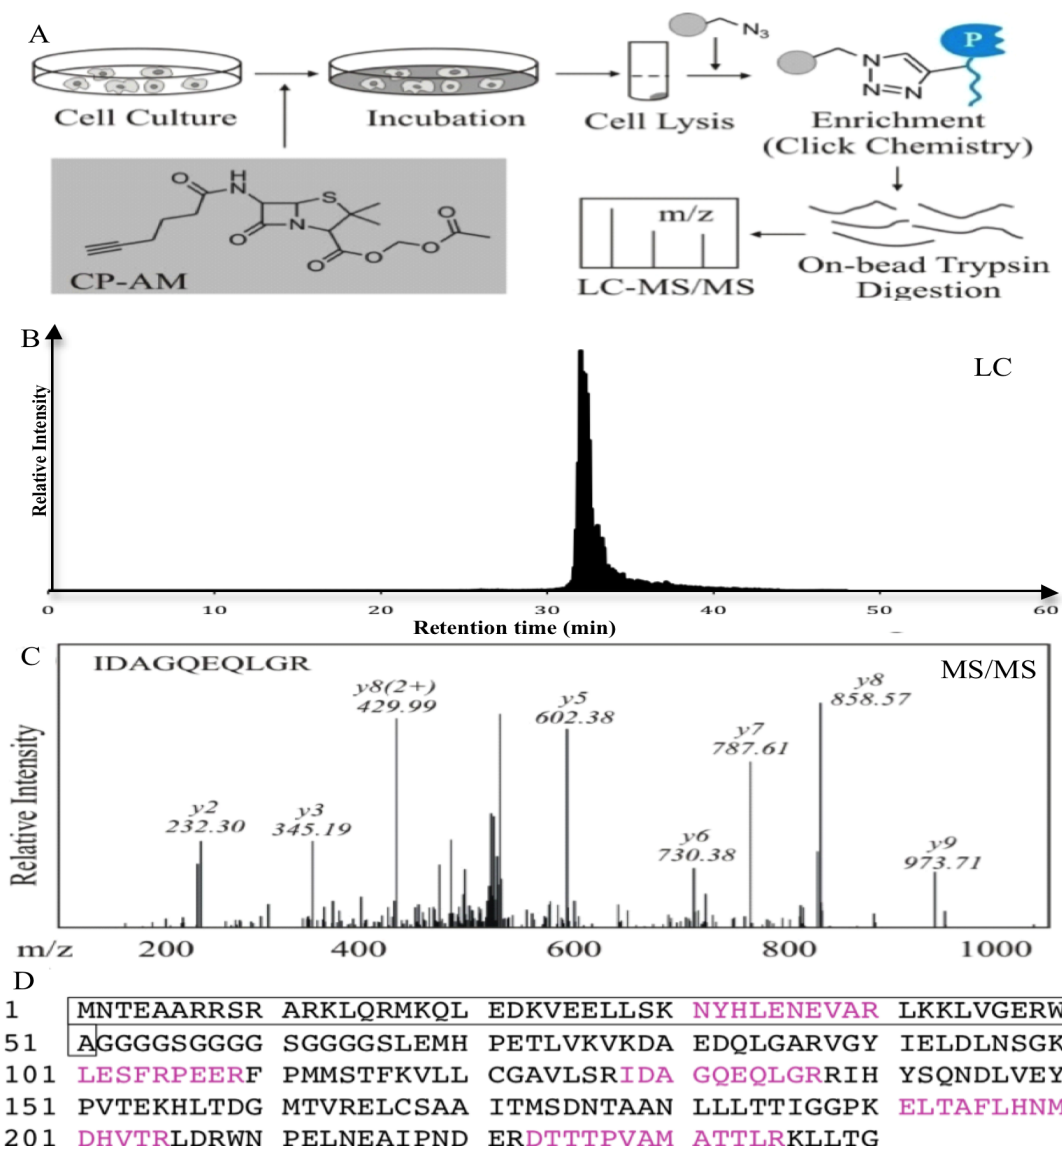 A
N3
P
Cell Culture
Incubation
Cell Lysis
N
N=N
Enrichment
(Click Chemistry)
O
H
N
S
O
N
O
O
O
O
CP-AM
m/z
LC-MS/MS
On-bead Trypsin
Digestion
B
LC
Relative Intensity
0 10 20 30 40 50 60
Retention time (min)
C
IDAGQEQLGR
MS/MS
y8(2+)
429.99
y5
602.38
y8
858.57
y7
787.61
y2
232.30
y3
345.19
y6
730.38
y9
973.71
Relative Intensity
m/z 200 400 600 800 1000
D
1 MNTEAARRSR ARKLQRMKQL EDKVEELLSK NYHLENEVAR LKKLVGERW
51 AGGGGSGGGG SGGGGSLEMH PETLVKVKDA EDQLGARVGY IELDLNSGK
101 LESFRPEERF PMMSTFKVLL CGAVLSRIDA GQEQLGRRIH YSQNDLVEY
151 PVTEKHLTDG MTVRELCSAA ITMSDNTAAN LLLTTIGGPK ELTAFLHNM
201 DHVTRLDRWN PELNEAIPND ERDTTTPVAM ATTLRKLLTG